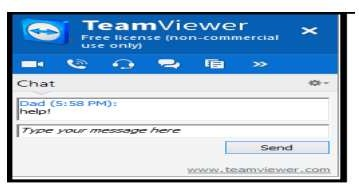 TeamViewer
Free license (non-commercial
use only)
Chat
Dad (5:58 PM):
help!
Type your message here
Send
www.teamviewer.com